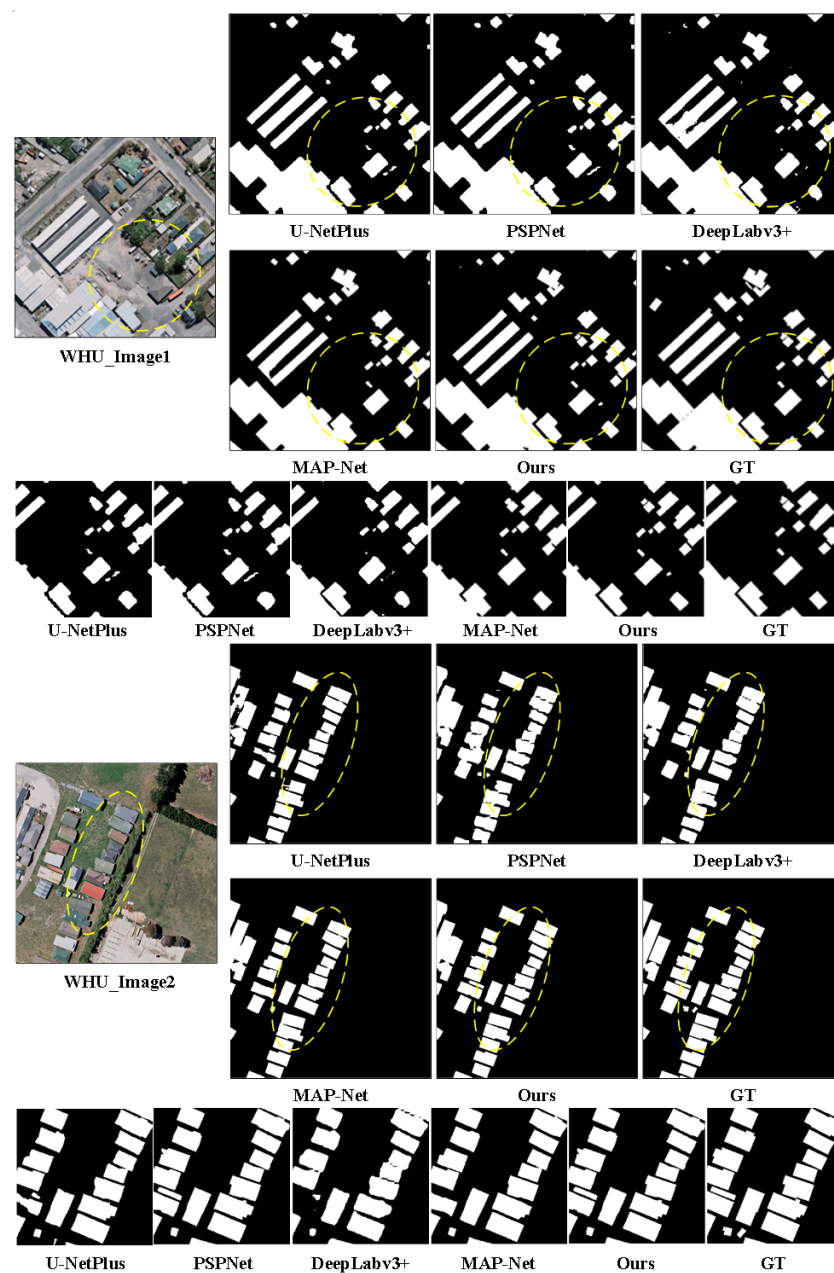 U-NetPlus PSPNet DeepLabv3+
WHU_Image1
MAP-Net Ours GT
U-NetPlus PSPNet DeepLabv3+ MAP-Net Ours GT
U-NetPlus PSPNet DeepLabv3+
WHU_Image2
MAP-Net Ours GT
U-NetPlus PSPNet DeepLabv3+ MAP-Net Ours GT